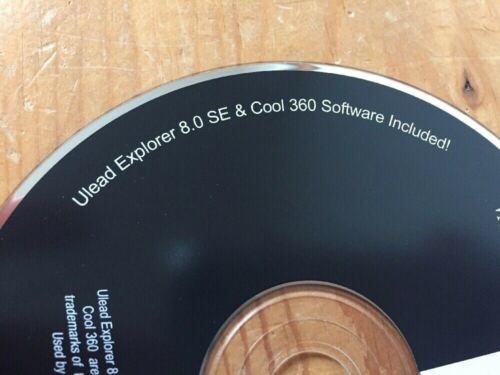 Ulead Explorer 8.0 SE & Cool 360 Software Included!
Ulead Explorer 8
Cool 360 are
trademarks of
Used by